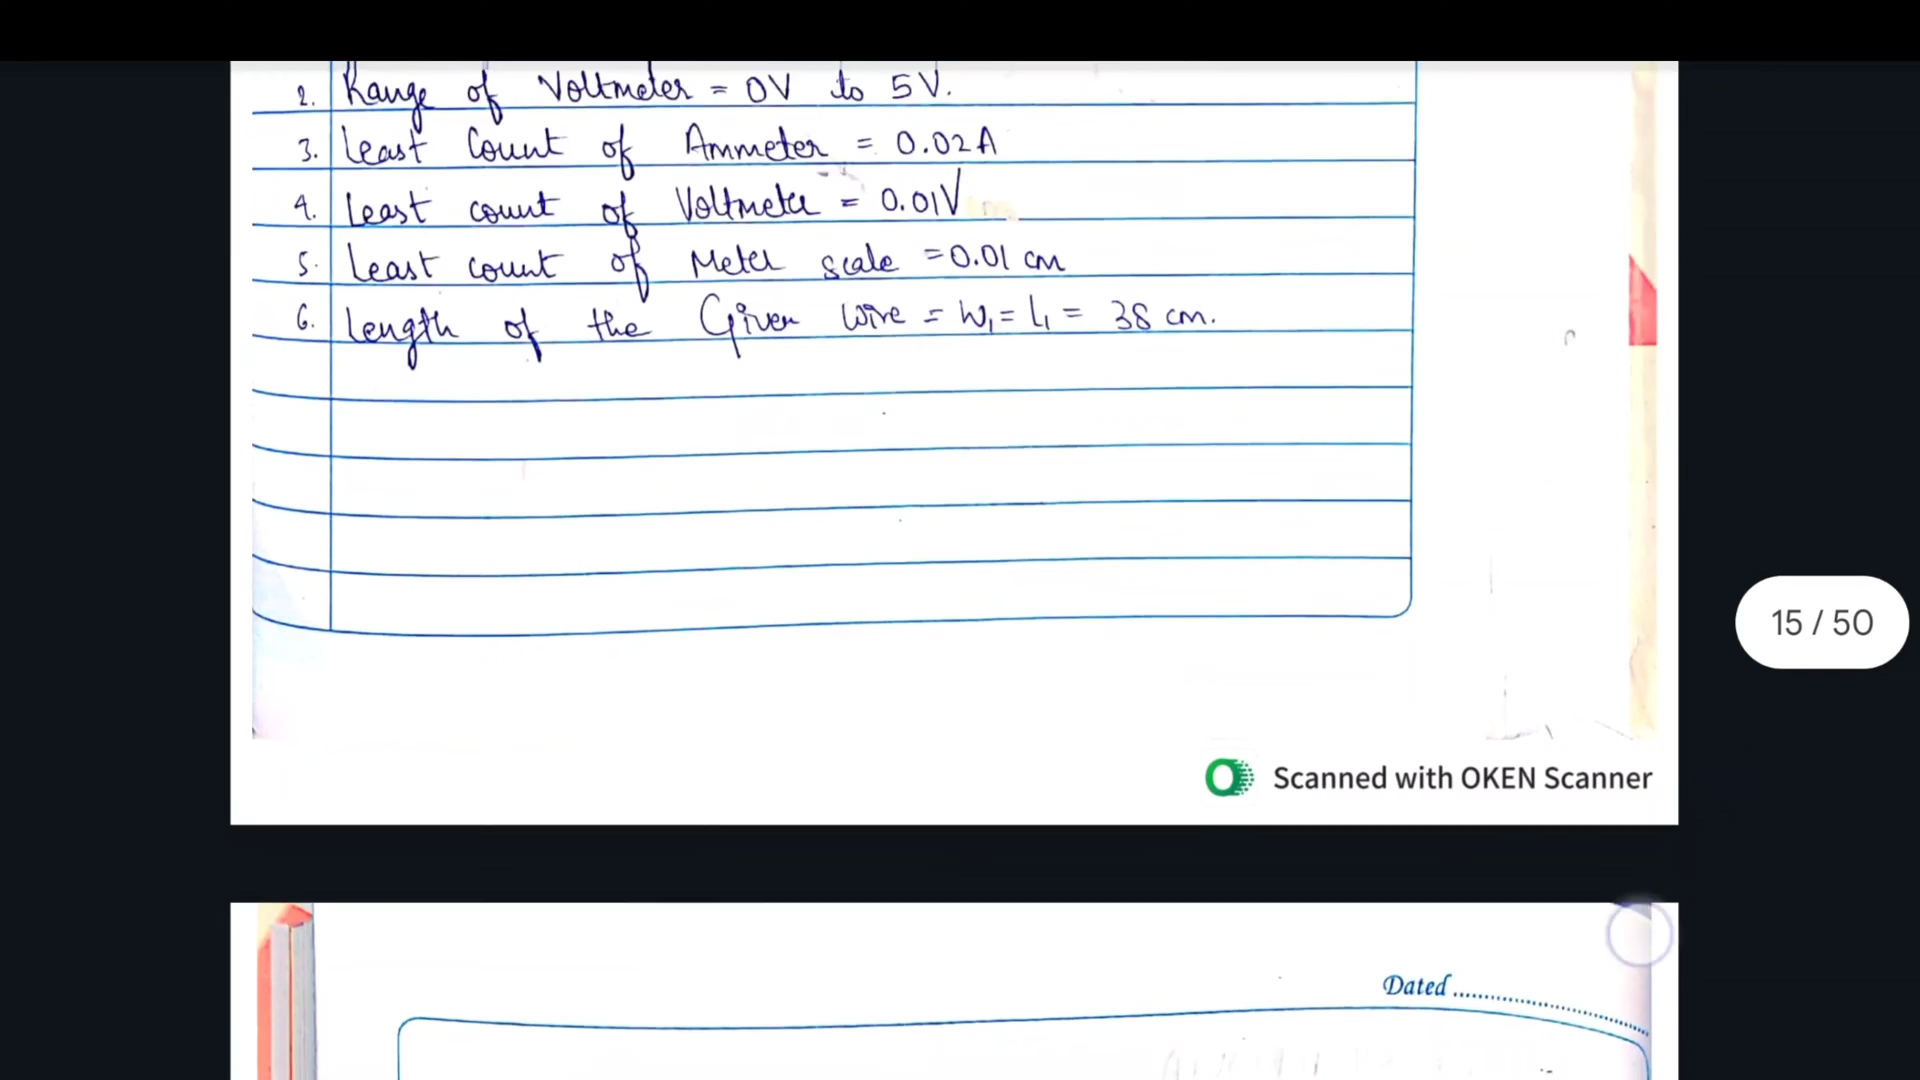 2. Range of Voltmeter = 0V to 5V.
3. Least Count of Ammeter = 0.02A
4. Least count of Voltmeter = 0.01V
5. Least count of Meter scale = 0.01 cm
6. Length of the Given wire = W₁ = L₁ = 38 cm.
15 / 50
Scanned with OKEN Scanner
Dated